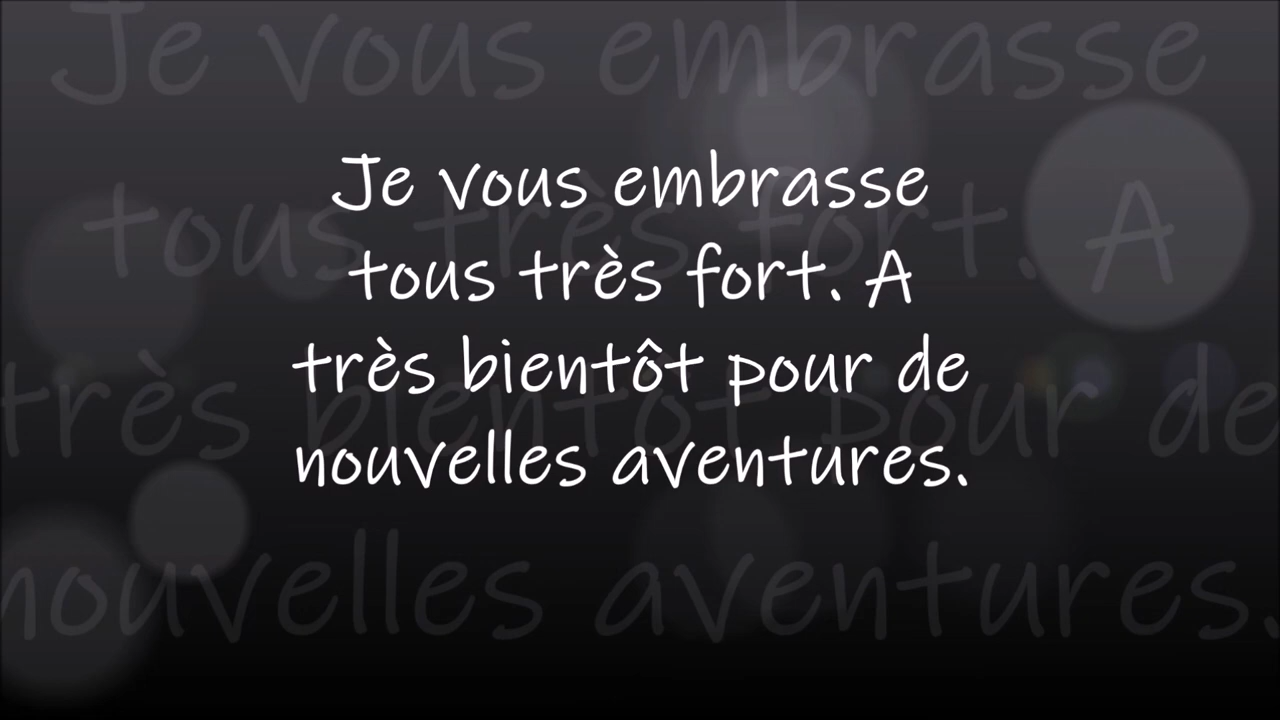 Je vous embrasse
tous très fort. A
très bientôt pour de
nouvelles aventures.